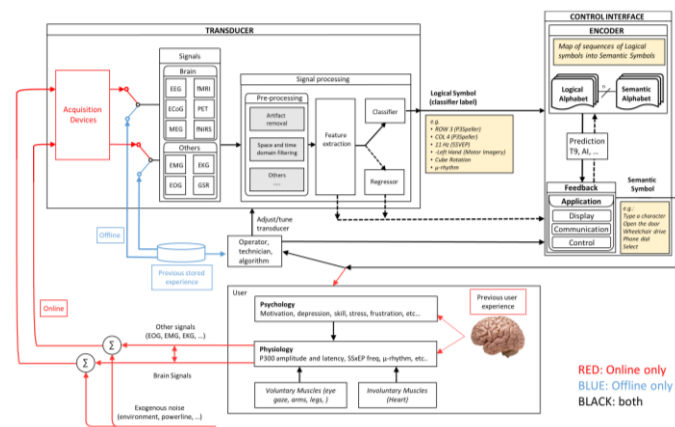 TRANSDUCER
CONTROL INTERFACE
ENCODER
Map of sequences of Logical
symbols into Semantic Symbols
Logical
Alphabet
Semantic
Alphabet
Prediction
T9, AI, ...
Feedback
Application
Display
Communication
Control
Semantic
Symbol
e.g.:
Type a character
Open the door
Wheelchair drive
Phone dial
Select
Acquisition
Devices
Signals
Brain
EEG
fMRI
ECoG
PET
MEG
fNIRS
Others
EMG
EKG
EOG
GSR
Signal processing
Pre-processing
Artifact
removal
Space and time
domain filtering
Others
....
Feature
extraction
Classifier
Regressor
Logical Symbol
(classifier label)
e.g.
• ROW 3 (P3Speller)
• COL 4 (P3Speller)
• 11 Hz (SSVEP)
• -Left Hand (Motor Imagery)
• Cube Rotation
• μ-rhythm
Offline
Previous stored
experience
Adjust/tune
transducer
Operator,
technician,
algorithm
Online
User
Psychology
Motivation, depression, skill, stress, frustration, etc...
Physiology
P300 amplitude and latency, SSxEP freq, μ-rhythm, etc..
Voluntary Muscles (eye
gaze, arms, legs, )
Involuntary Muscles
(Heart)
Previous user
experience
Other signals
(EOG, EMG, EKG, ...)
Σ
Σ
Brain Signals
Exogenous noise
(environment, powerline, ...)
RED: Online only
BLUE: Offline only
BLACK: both